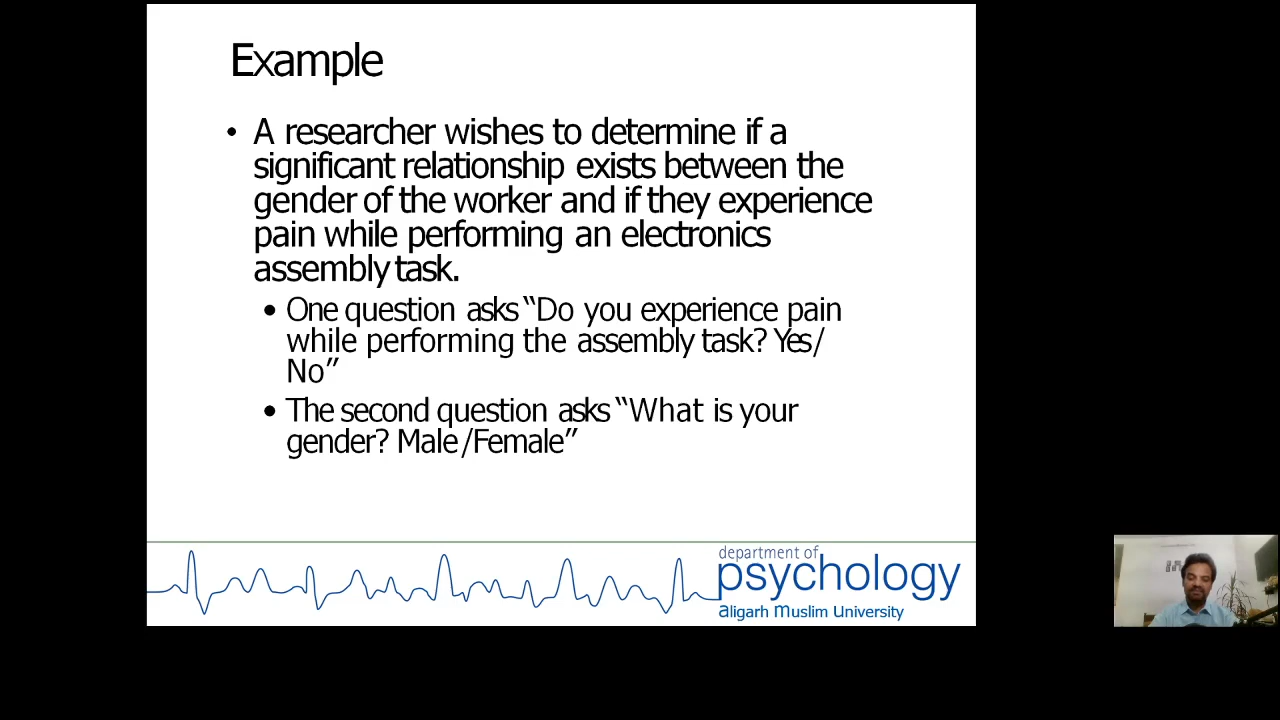 Example
• A researcher wishes to determine if a
significant relationship exists between the
gender of the worker and if they experience
pain while performing an electronics
assembly task.
• One question asks “Do you experience pain
while performing the assembly task? Yes/
No”
• The second question asks “What is your
gender? Male/Female”
department of
psychology
Aligarh Muslim University